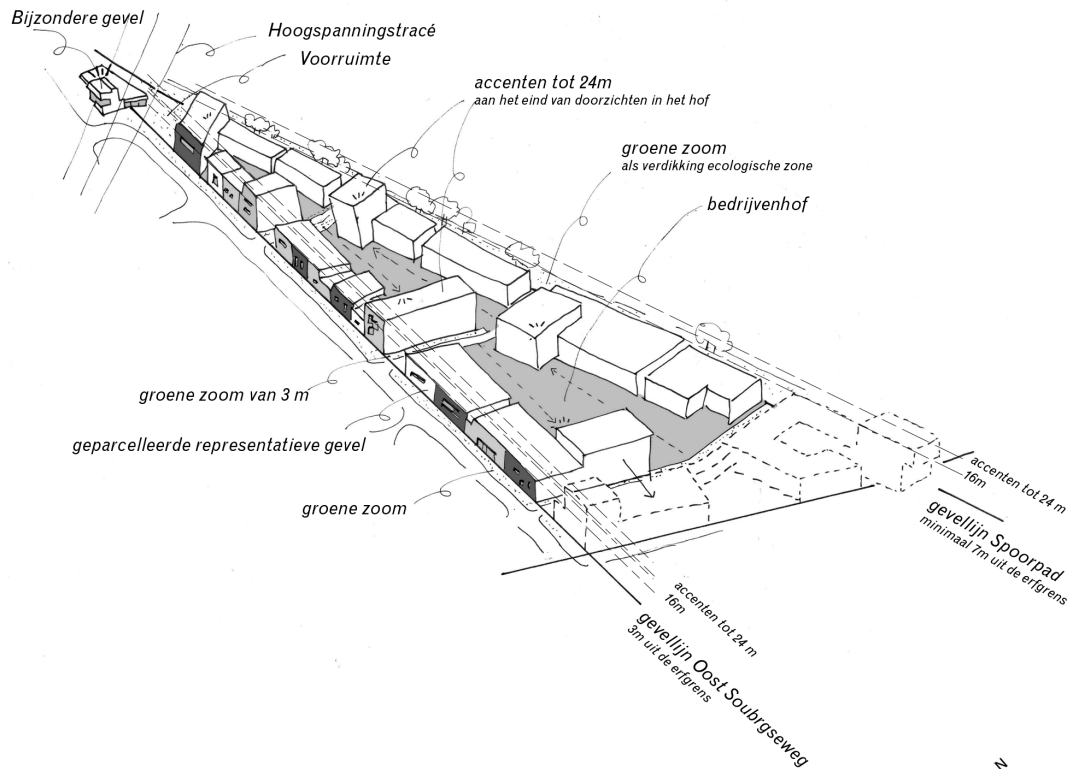 Bijzondere gevel
Hoogspanningstracé
Voorruimte
accenten tot 24m
aan het eind van doorzichten in het hof
groene zoom
als verdikking ecologische zone
bedrijvenhof
groene zoom van 3 m
geparcelleerde representatieve gevel
groene zoom
accenten tot 24 m
16m
gevellijn Spoorpad
minimaal 7m uit de erfgrens
accenten tot 24 m
16m
gevellijn Oost Soubrgseweg
3m uit de erfgrens
N